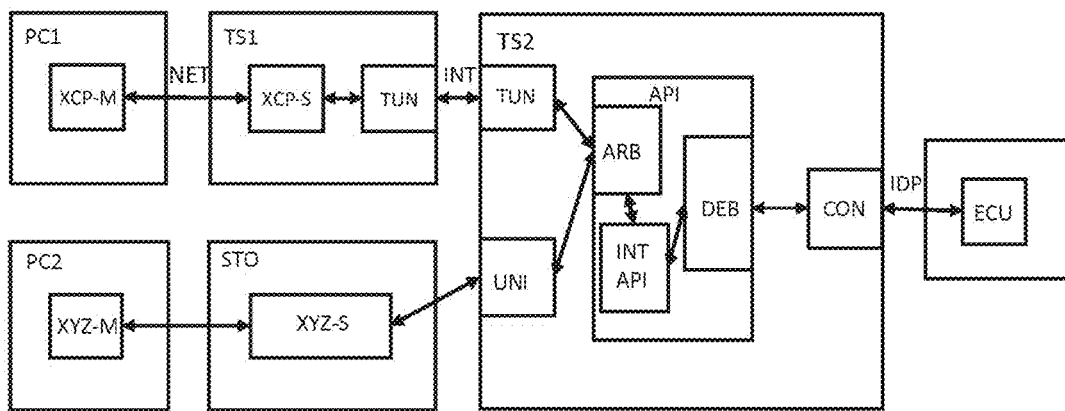 PC1
XCP-M
NET
TS1
XCP-S
TUN
INT
TS2
TUN
API
ARB
INT
API
DEB
CON
IDP
ECU
UNI
PC2
XYZ-M
STO
XYZ-S